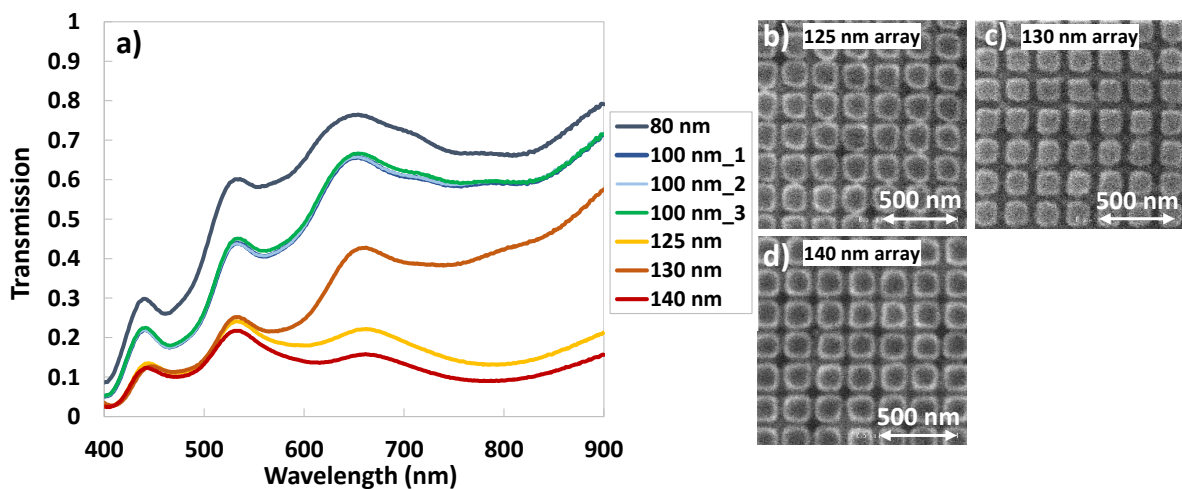 a)
Transmission
1
0.9
0.8
0.7
0.6
0.5
0.4
0.3
0.2
0.1
0
400
500
600
700
800
900
Wavelength (nm)
80 nm
100 nm_1
100 nm_2
100 nm_3
125 nm
130 nm
140 nm
b) 125 nm array
500 nm
c) 130 nm array
500 nm
d) 140 nm array
500 nm